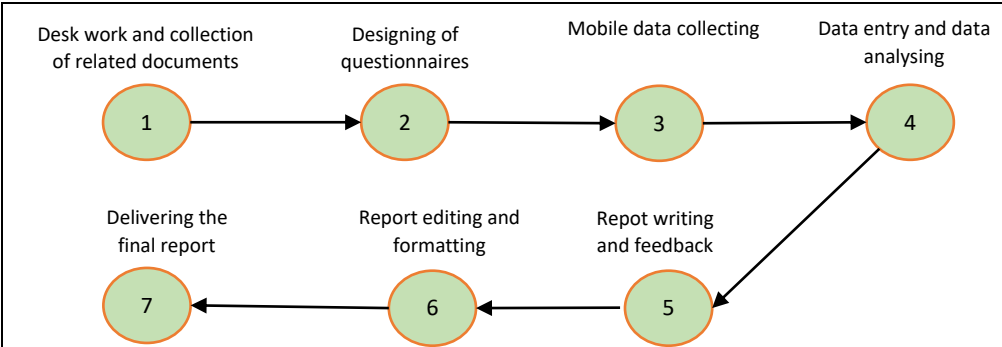 Desk work and collection
of related documents
Designing of
questionnaires
Mobile data collecting
Data entry and data
analysing
1
2
3
4
Delivering the
final report
Report editing and
formatting
Repot writing
and feedback
7
6
5